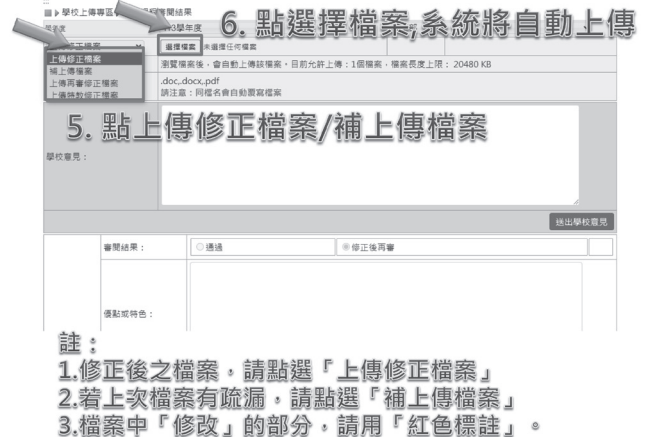 學校上傳專區
審閱結果
6. 點選擇檔案,系統將自動上傳
學年度
上傳修正檔案
選擇檔案 未選擇任何檔案
上傳修正檔案
補上傳檔案
上傳再審修正檔案
上傳特教修正檔案
瀏覽檔案後，會自動上傳該檔案。目前允許上傳：1個檔案，檔案長度上限： 20480 KB
.doc,.docx,.pdf
請注意：同檔名會自動覆寫檔案
5. 點上傳修正檔案/補上傳檔案
學校意見：
送出學校意見
審閱結果：
通過
修正後再審
優點或特色：
註：
1.修正後之檔案，請點選「上傳修正檔案」
2.若上次檔案有疏漏，請點選「補上傳檔案」
3.檔案中「修改」的部分，請用「紅色標註」。